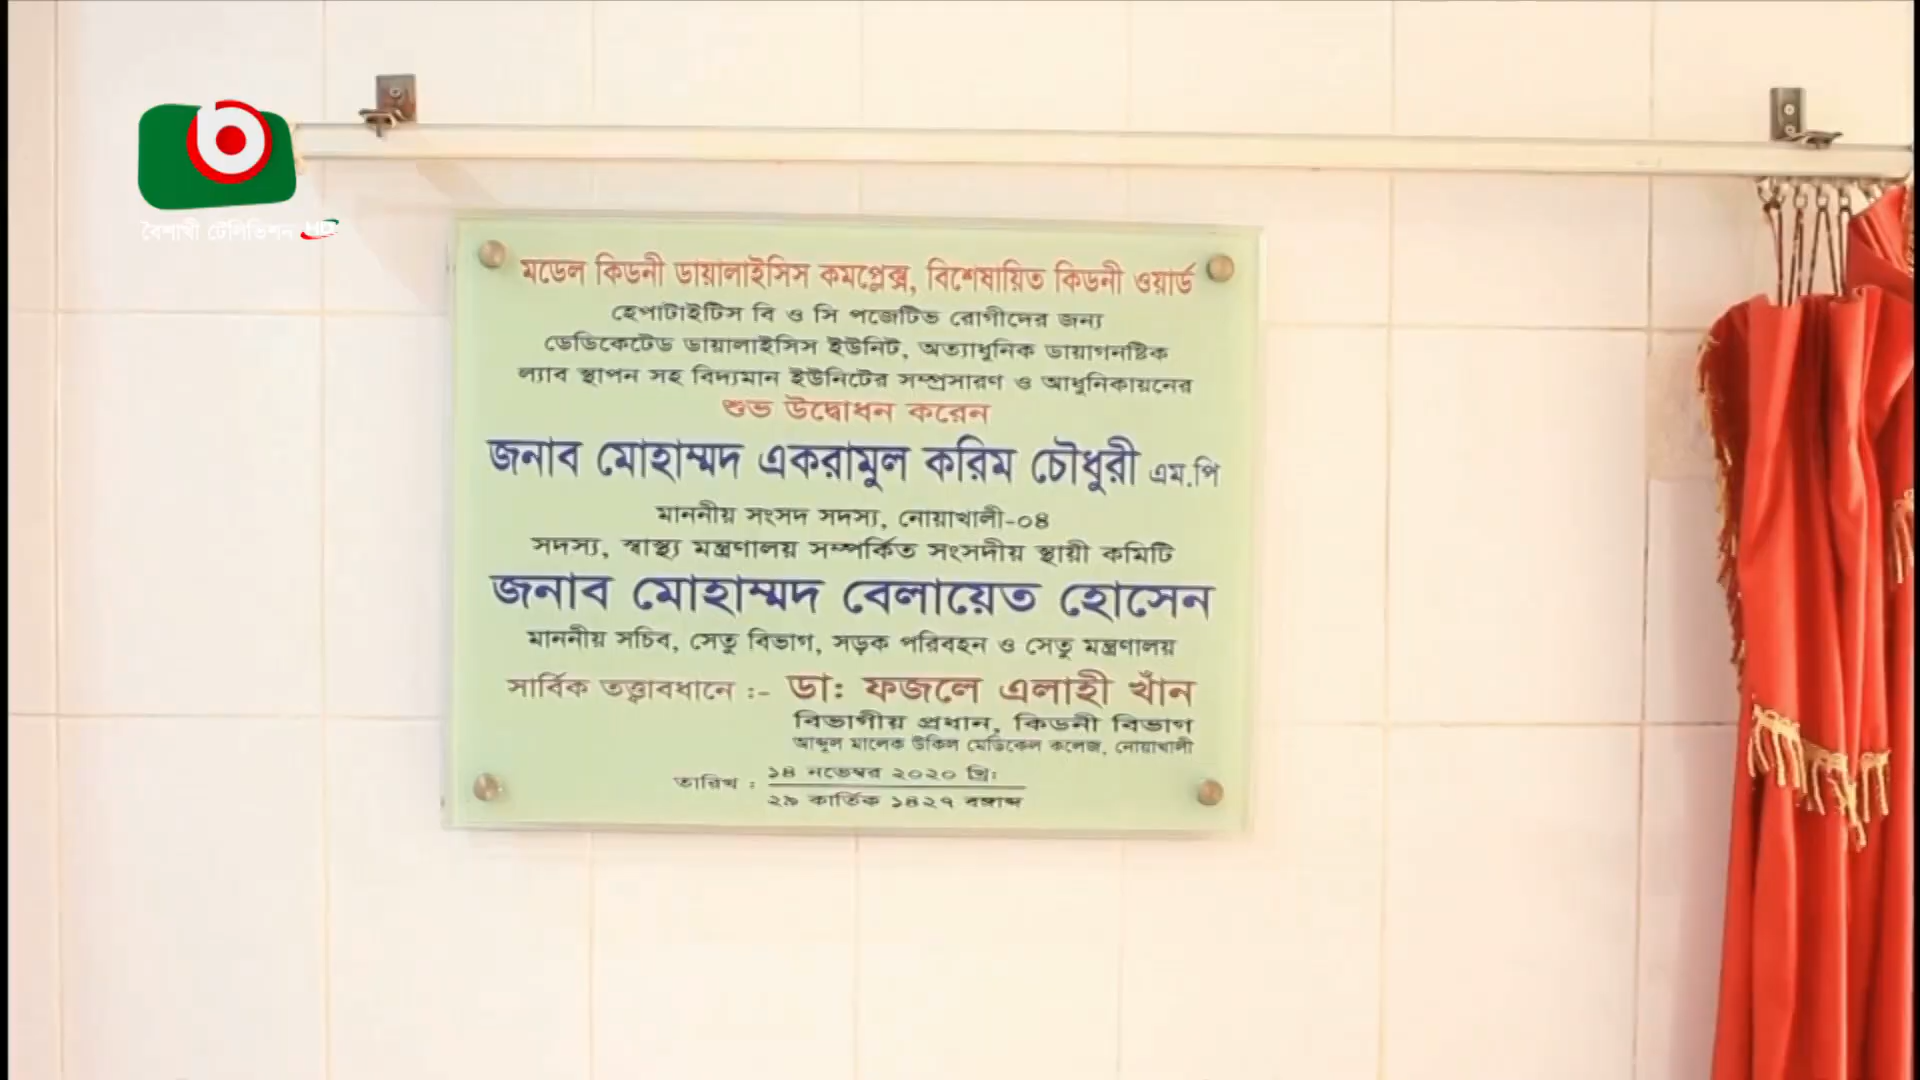 বৈশাখী টেলিভিশন HD
মডেল কিডনী ডায়ালাইসিস কমপ্লেক্স, বিশেষায়িত কিডনী ওয়ার্ড
হেপাটাইটিস বি ও সি পজেটিভ রোগীদের জন্য
ডেডিকেটেড ডায়ালাইসিস ইউনিট, অত্যাধুনিক ডায়াগনষ্টিক
ল্যাব স্থাপন সহ বিদ্যমান ইউনিটের সম্প্রসারণ ও আধুনিকায়নের
শুভ উদ্বোধন করেন
জনাব মোহাম্মদ একরামুল করিম চৌধুরী এম.পি
মাননীয় সংসদ সদস্য, নোয়াখালী-০৪
সদস্য, স্বাস্থ্য মন্ত্রণালয় সম্পর্কিত সংসদীয় স্থায়ী কমিটি
জনাব মোহাম্মদ বেলায়েত হোসেন
মাননীয় সচিব, সেতু বিভাগ, সড়ক পরিবহন ও সেতু মন্ত্রণালয়
সার্বিক তত্ত্বাবধানে :- ডা: ফজলে এলাহী খাঁন
বিভাগীয় প্রধান, কিডনী বিভাগ
আব্দুল মালেক উকিল মেডিকেল কলেজ, নোয়াখালী
তারিখ : ১৪ নভেম্বর ২০২০ খ্রি:
২৯ কার্তিক ১৪২৭ বঙ্গাব্দ